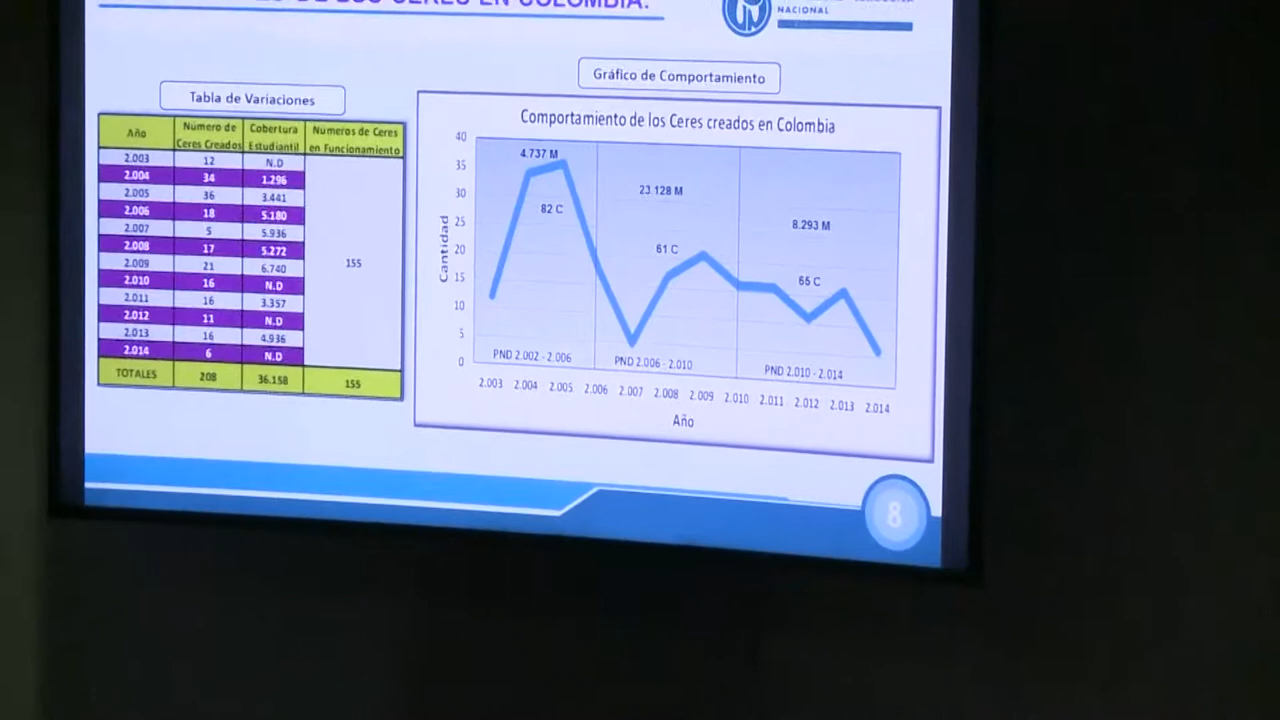 DE LOS CERES EN COLOMBIA.
NACIONAL
Tabla de Variaciones
Año Número de Ceres Creados Cobertura Estudiantil Números de Ceres en Funcionamiento
2.003 12 N.D
2.004 34 1.296
2.005 36 3.441
2.006 18 5.180
2.007 5 5.936
2.008 17 5.272
2.009 21 6.740
155
2.010 16 N.D
2.011 16 3.357
2.012 11 N.D
2.013 16 4.936
2.014 6 N.D
TOTALES 208 36.158 155
Gráfico de Comportamiento
Comportamiento de los Ceres creados en Colombia
40
35
30
25
20
15
10
5
0
Cantidad
4.737 M
82 C
23.128 M
61 C
8.293 M
65 C
PND 2.002 - 2.006
PND 2.006 - 2.010
PND 2.010 - 2.014
2.003 2.004 2.005 2.006 2.007 2.008 2.009 2.010 2.011 2.012 2.013 2.014
Año
8